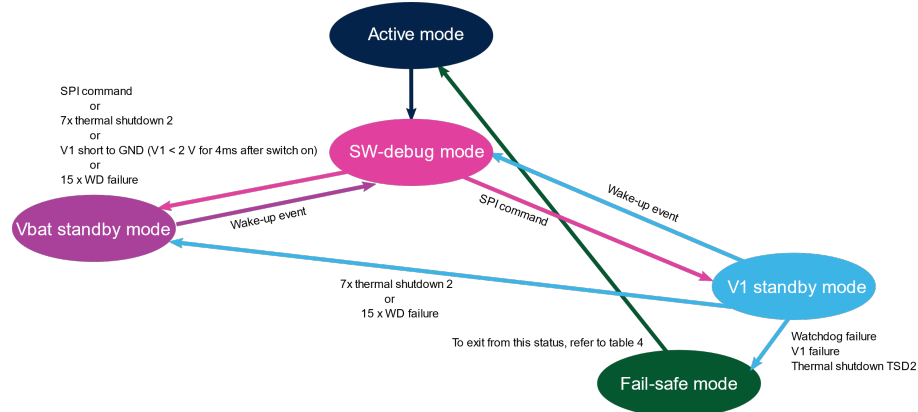 Active mode
SPI command
or
7x thermal shutdown 2
or
V1 short to GND (V1 < 2 V for 4ms after switch on)
or
15 x WD failure
SW-debug mode
Wake-up event
SPI command
Vbat standby mode
Wake-up event
V1 standby mode
7x thermal shutdown 2
or
15 x WD failure
To exit from this status, refer to table 4
Watchdog failure
V1 failure
Thermal shutdown TSD2
Fail-safe mode